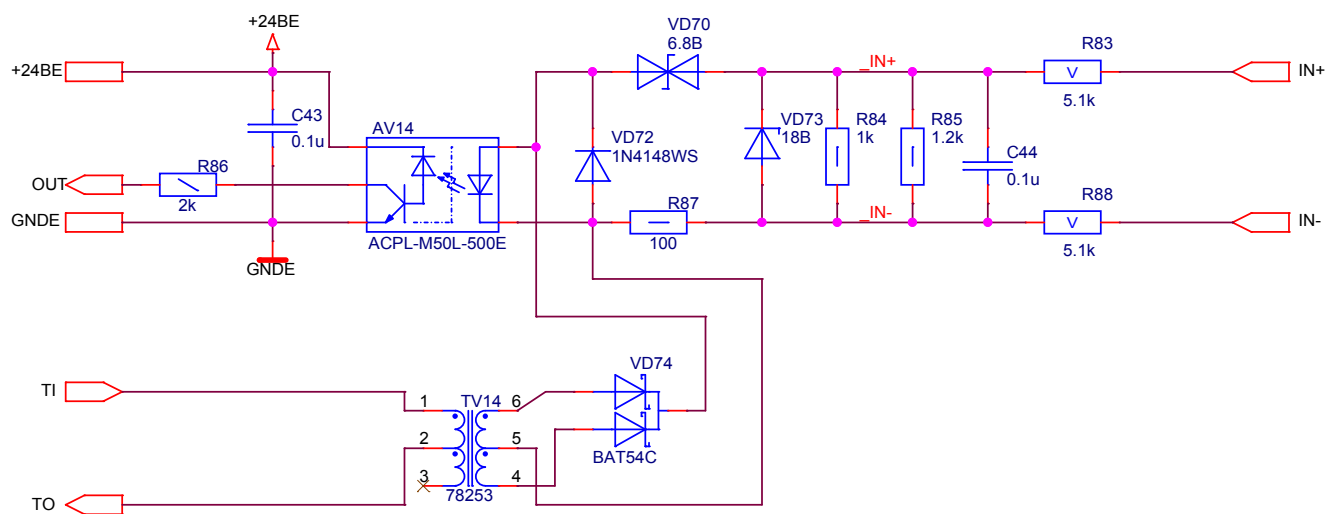 +24BE
VD70
6.8B
R83
+24BE
_IN+
V
IN+
5.1k
C43
0.1u
AV14
VD72
1N4148WS
VD73
18B
R84
1k
R85
1.2k
C44
0.1u
R86
OUT
2k
R87
R88
GNDE
_IN-
V
IN-
ACPL-M50L-500E
100
5.1k
GNDE
VD74
TI
1
TV14
6
2
5
BAT54C
3
4
78253
TO